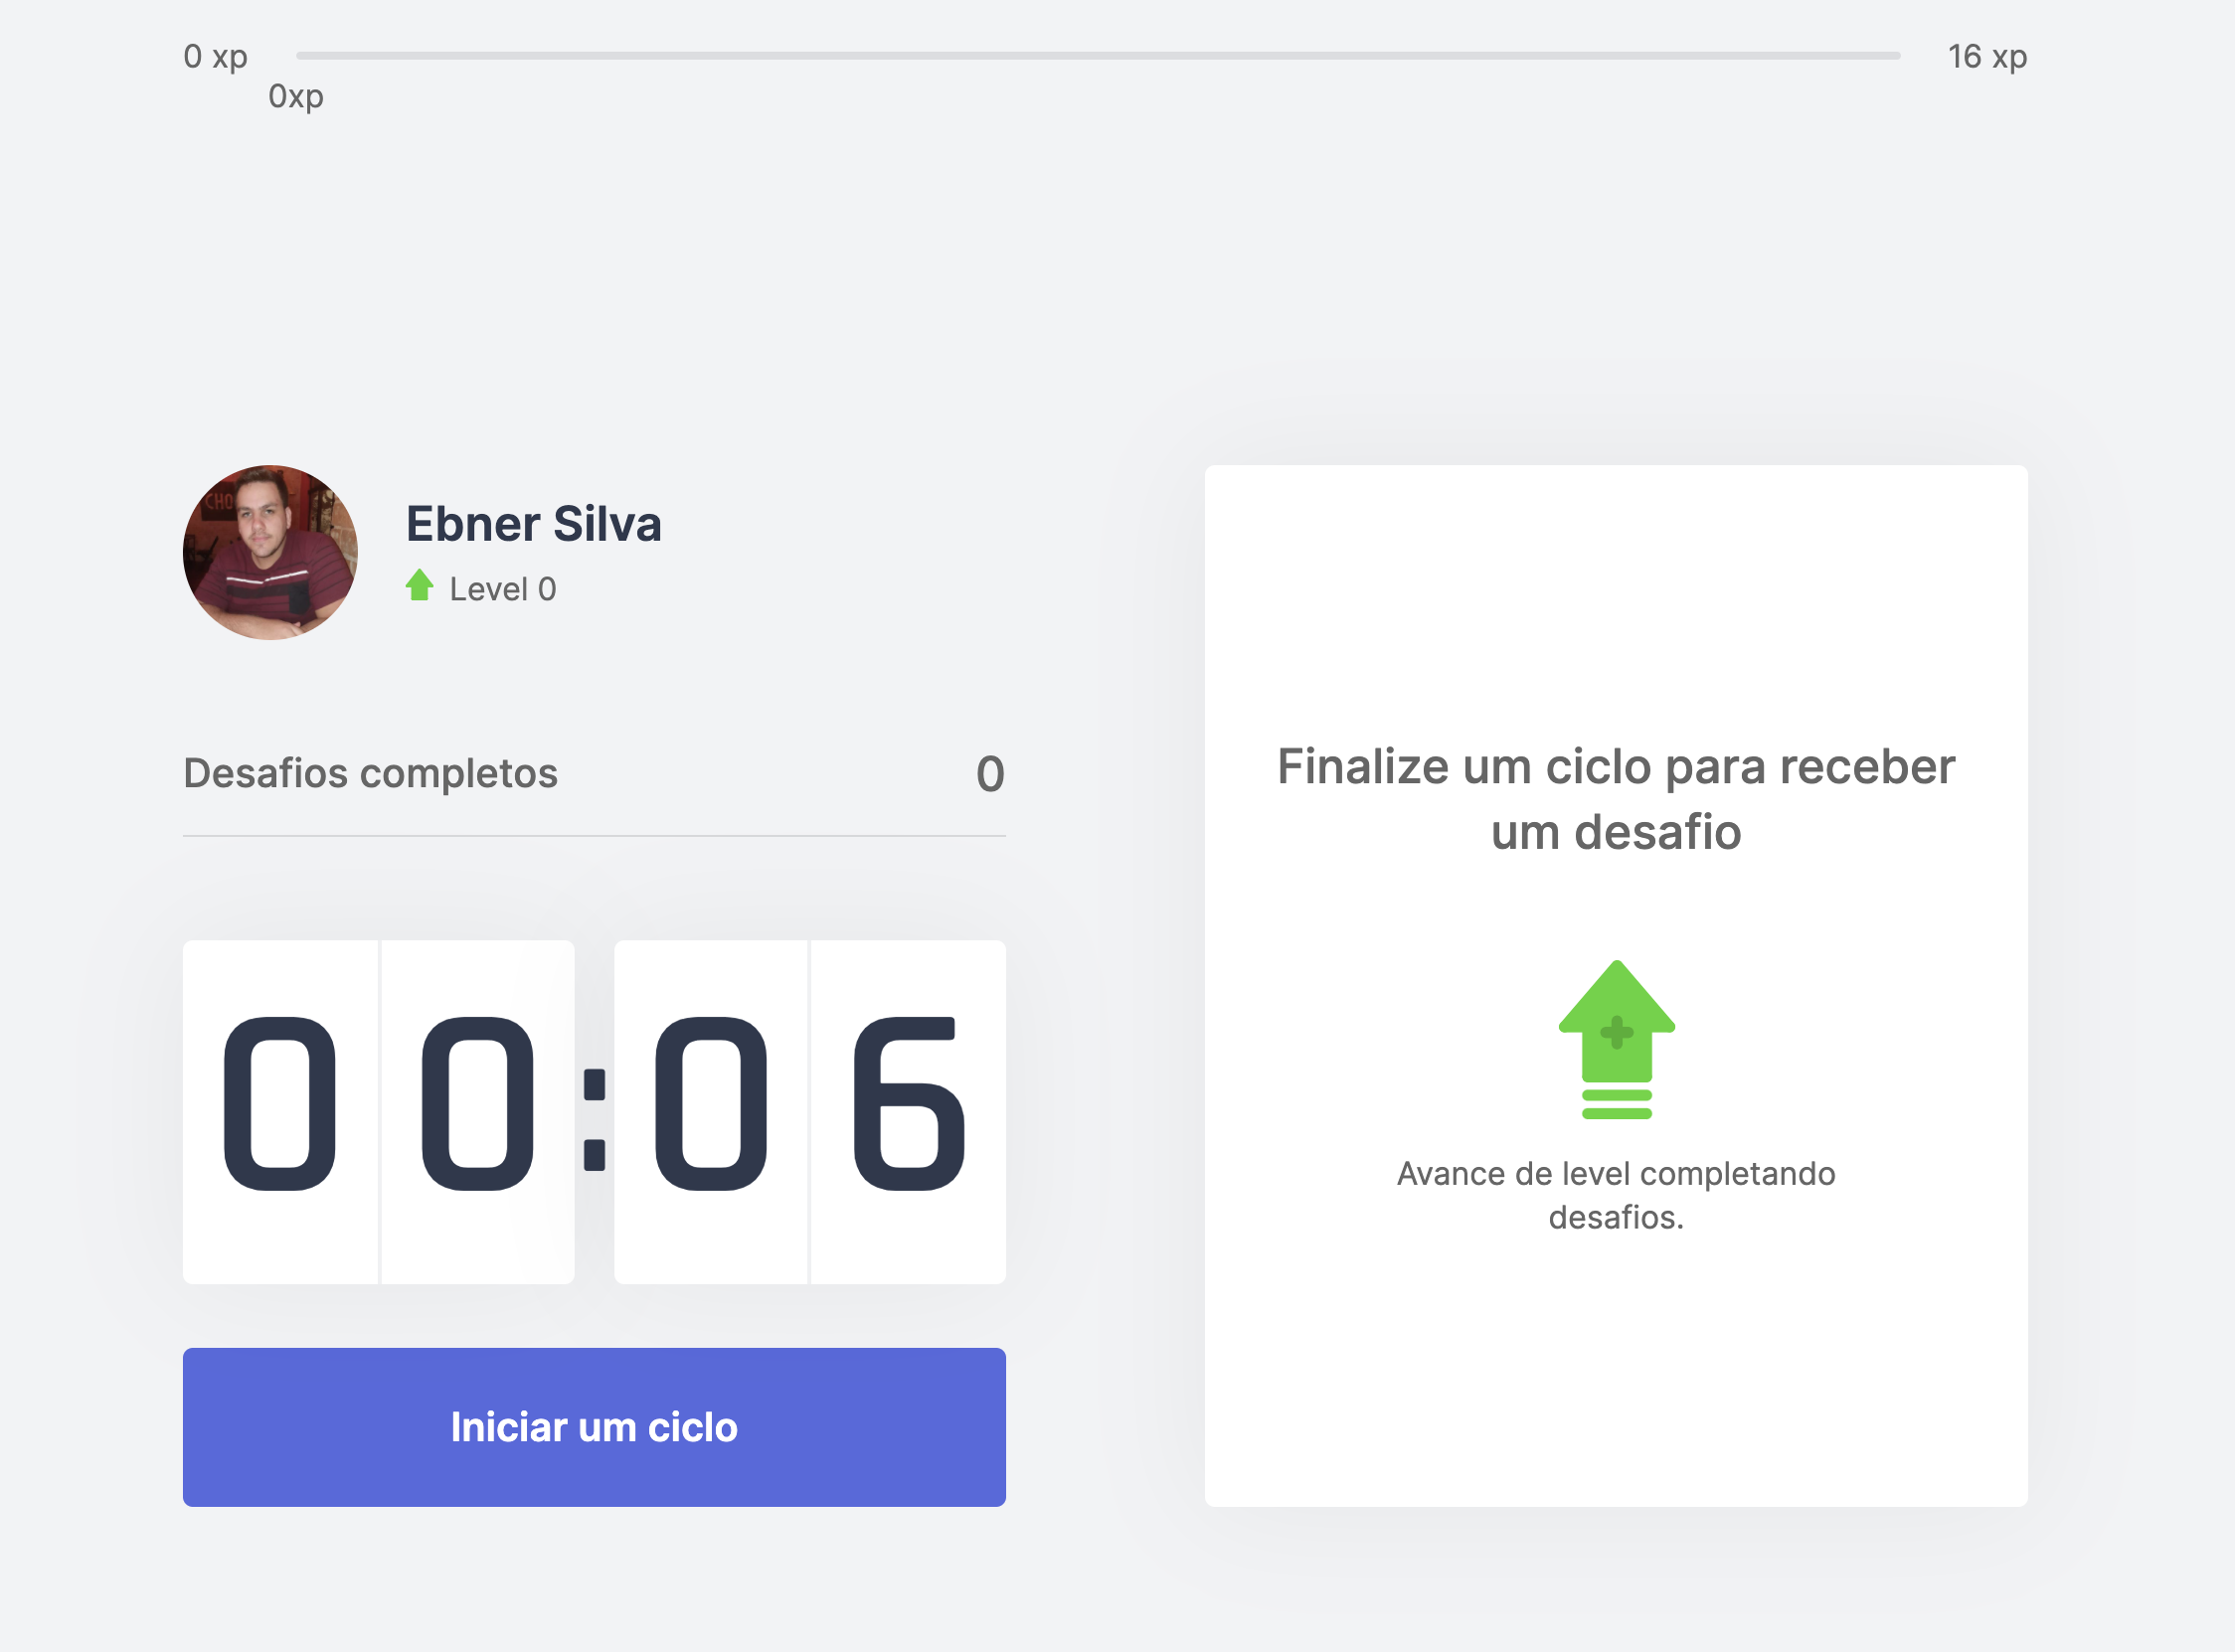 0 xp
16 xp
0xp
CHO
Ebner Silva
Level 0
Desafios completos
0
00:06
Iniciar um ciclo
Finalize um ciclo para receber
um desafio
Avance de level completando
desafios.